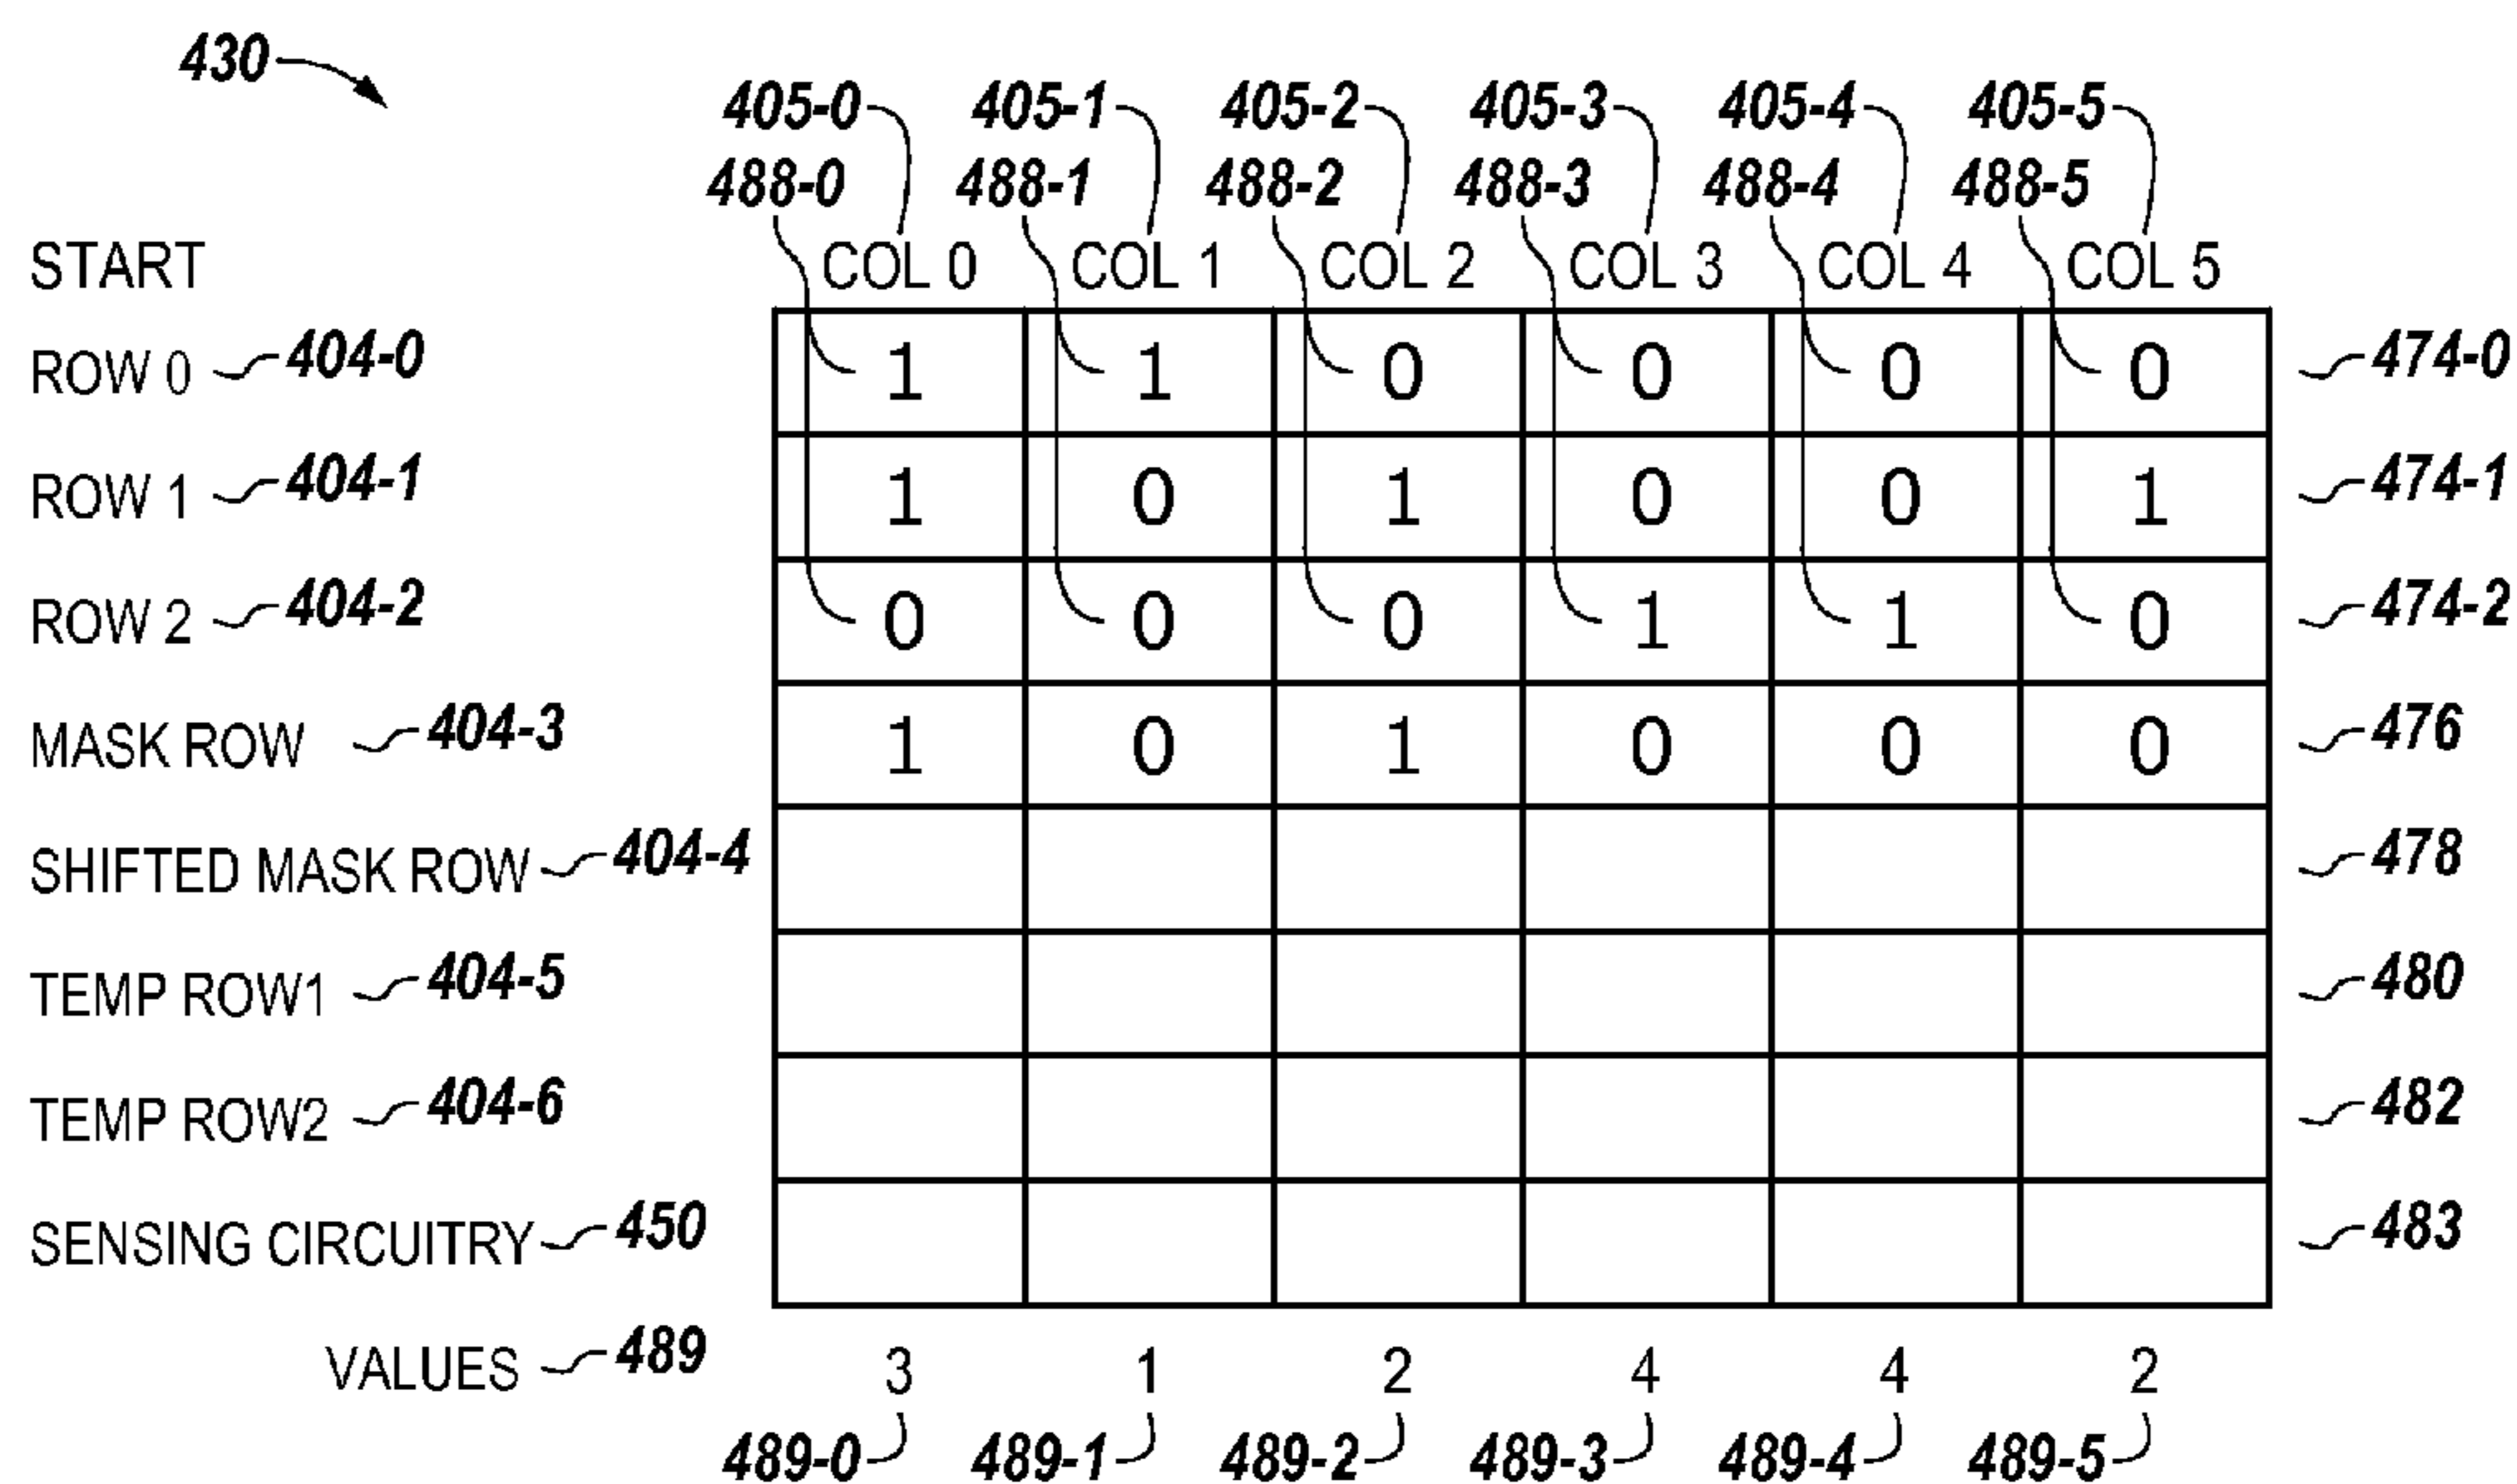 430
405-0 405-1 405-2 405-3 405-4 405-5
488-0 488-1 488-2 488-3 488-4 488-5
START COL 0 COL 1 COL 2 COL 3 COL 4 COL 5
ROW 0 404-0 1 1 0 0 0 0 474-0
ROW 1 404-1 1 0 1 0 0 1 474-1
ROW 2 404-2 0 0 0 1 1 0 474-2
MASK ROW 404-3 1 0 1 0 0 0 476
SHIFTED MASK ROW 404-4 478
TEMP ROW1 404-5 480
TEMP ROW2 404-6 482
SENSING CIRCUITRY 450 483
VALUES 489 3 1 2 4 4 2
489-0 489-1 489-2 489-3 489-4 489-5